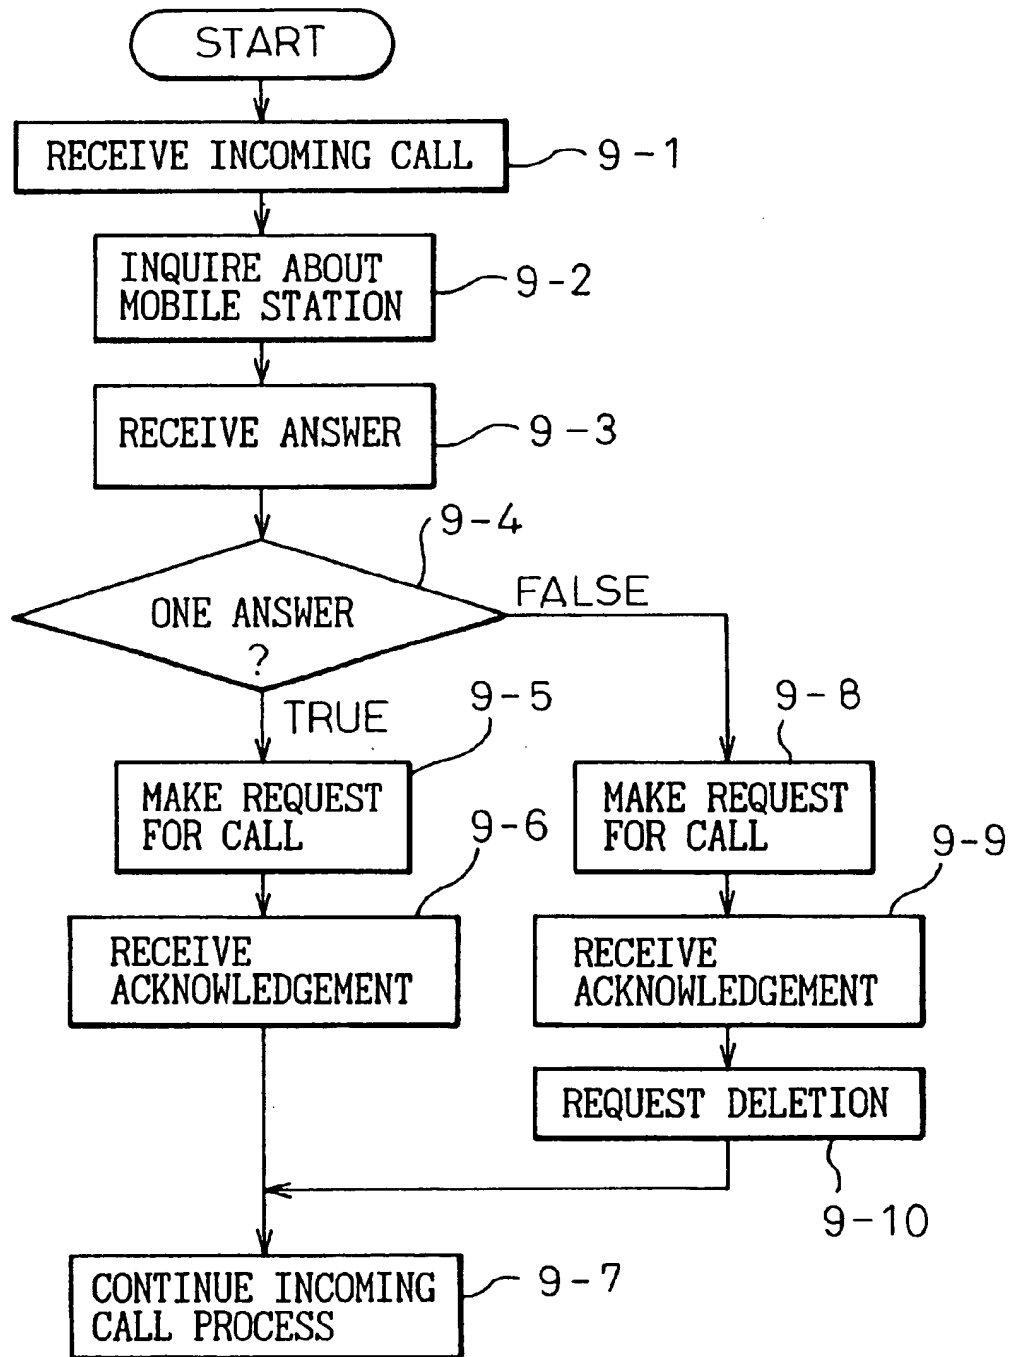 START
RECEIVE INCOMING CALL
9-1
INQUIRE ABOUT
MOBILE STATION
9-2
RECEIVE ANSWER
9-3
9-4
ONE ANSWER
?
FALSE
TRUE
9-5
MAKE REQUEST
FOR CALL
9-6
RECEIVE
ACKNOWLEDGEMENT
9-8
MAKE REQUEST
FOR CALL
9-9
RECEIVE
ACKNOWLEDGEMENT
REQUEST DELETION
9-10
CONTINUE INCOMING
CALL PROCESS
9-7